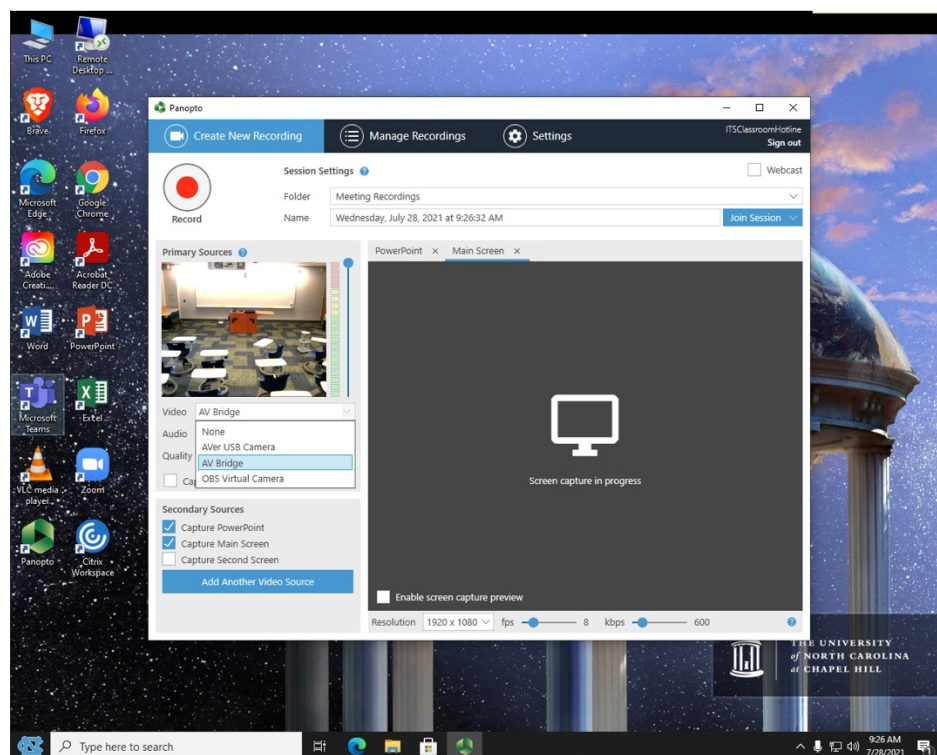 This PC
Remote
Desktop ...
Brave
Firefox
Microsoft
Edge
Google
Chrome
Adobe
Creati...
Acrobat
Reader DC
Word
PowerPoint
Microsoft
Teams
Excel
VLC media
player
Zoom
Panopto
Citrix
Workspace
Panopto
Create New Recording
Manage Recordings
Settings
ITSClassroomHotline
Sign out
Record
Session Settings
Webcast
Folder
Meeting Recordings
Name
Wednesday, July 28, 2021 at 9:26:32 AM
Join Session
Primary Sources
Video
AV Bridge
Audio
Quality
None
AVer USB Camera
AV Bridge
OBS Virtual Camera
Secondary Sources
Capture PowerPoint
Capture Main Screen
Capture Second Screen
Add Another Video Source
PowerPoint
Main Screen
Screen capture in progress
Enable screen capture preview
Resolution 1920 x 1080 fps 8 kbps 600
THE UNIVERSITY
of NORTH CAROLINA
at CHAPEL HILL
Type here to search
9:26 AM
7/28/2021